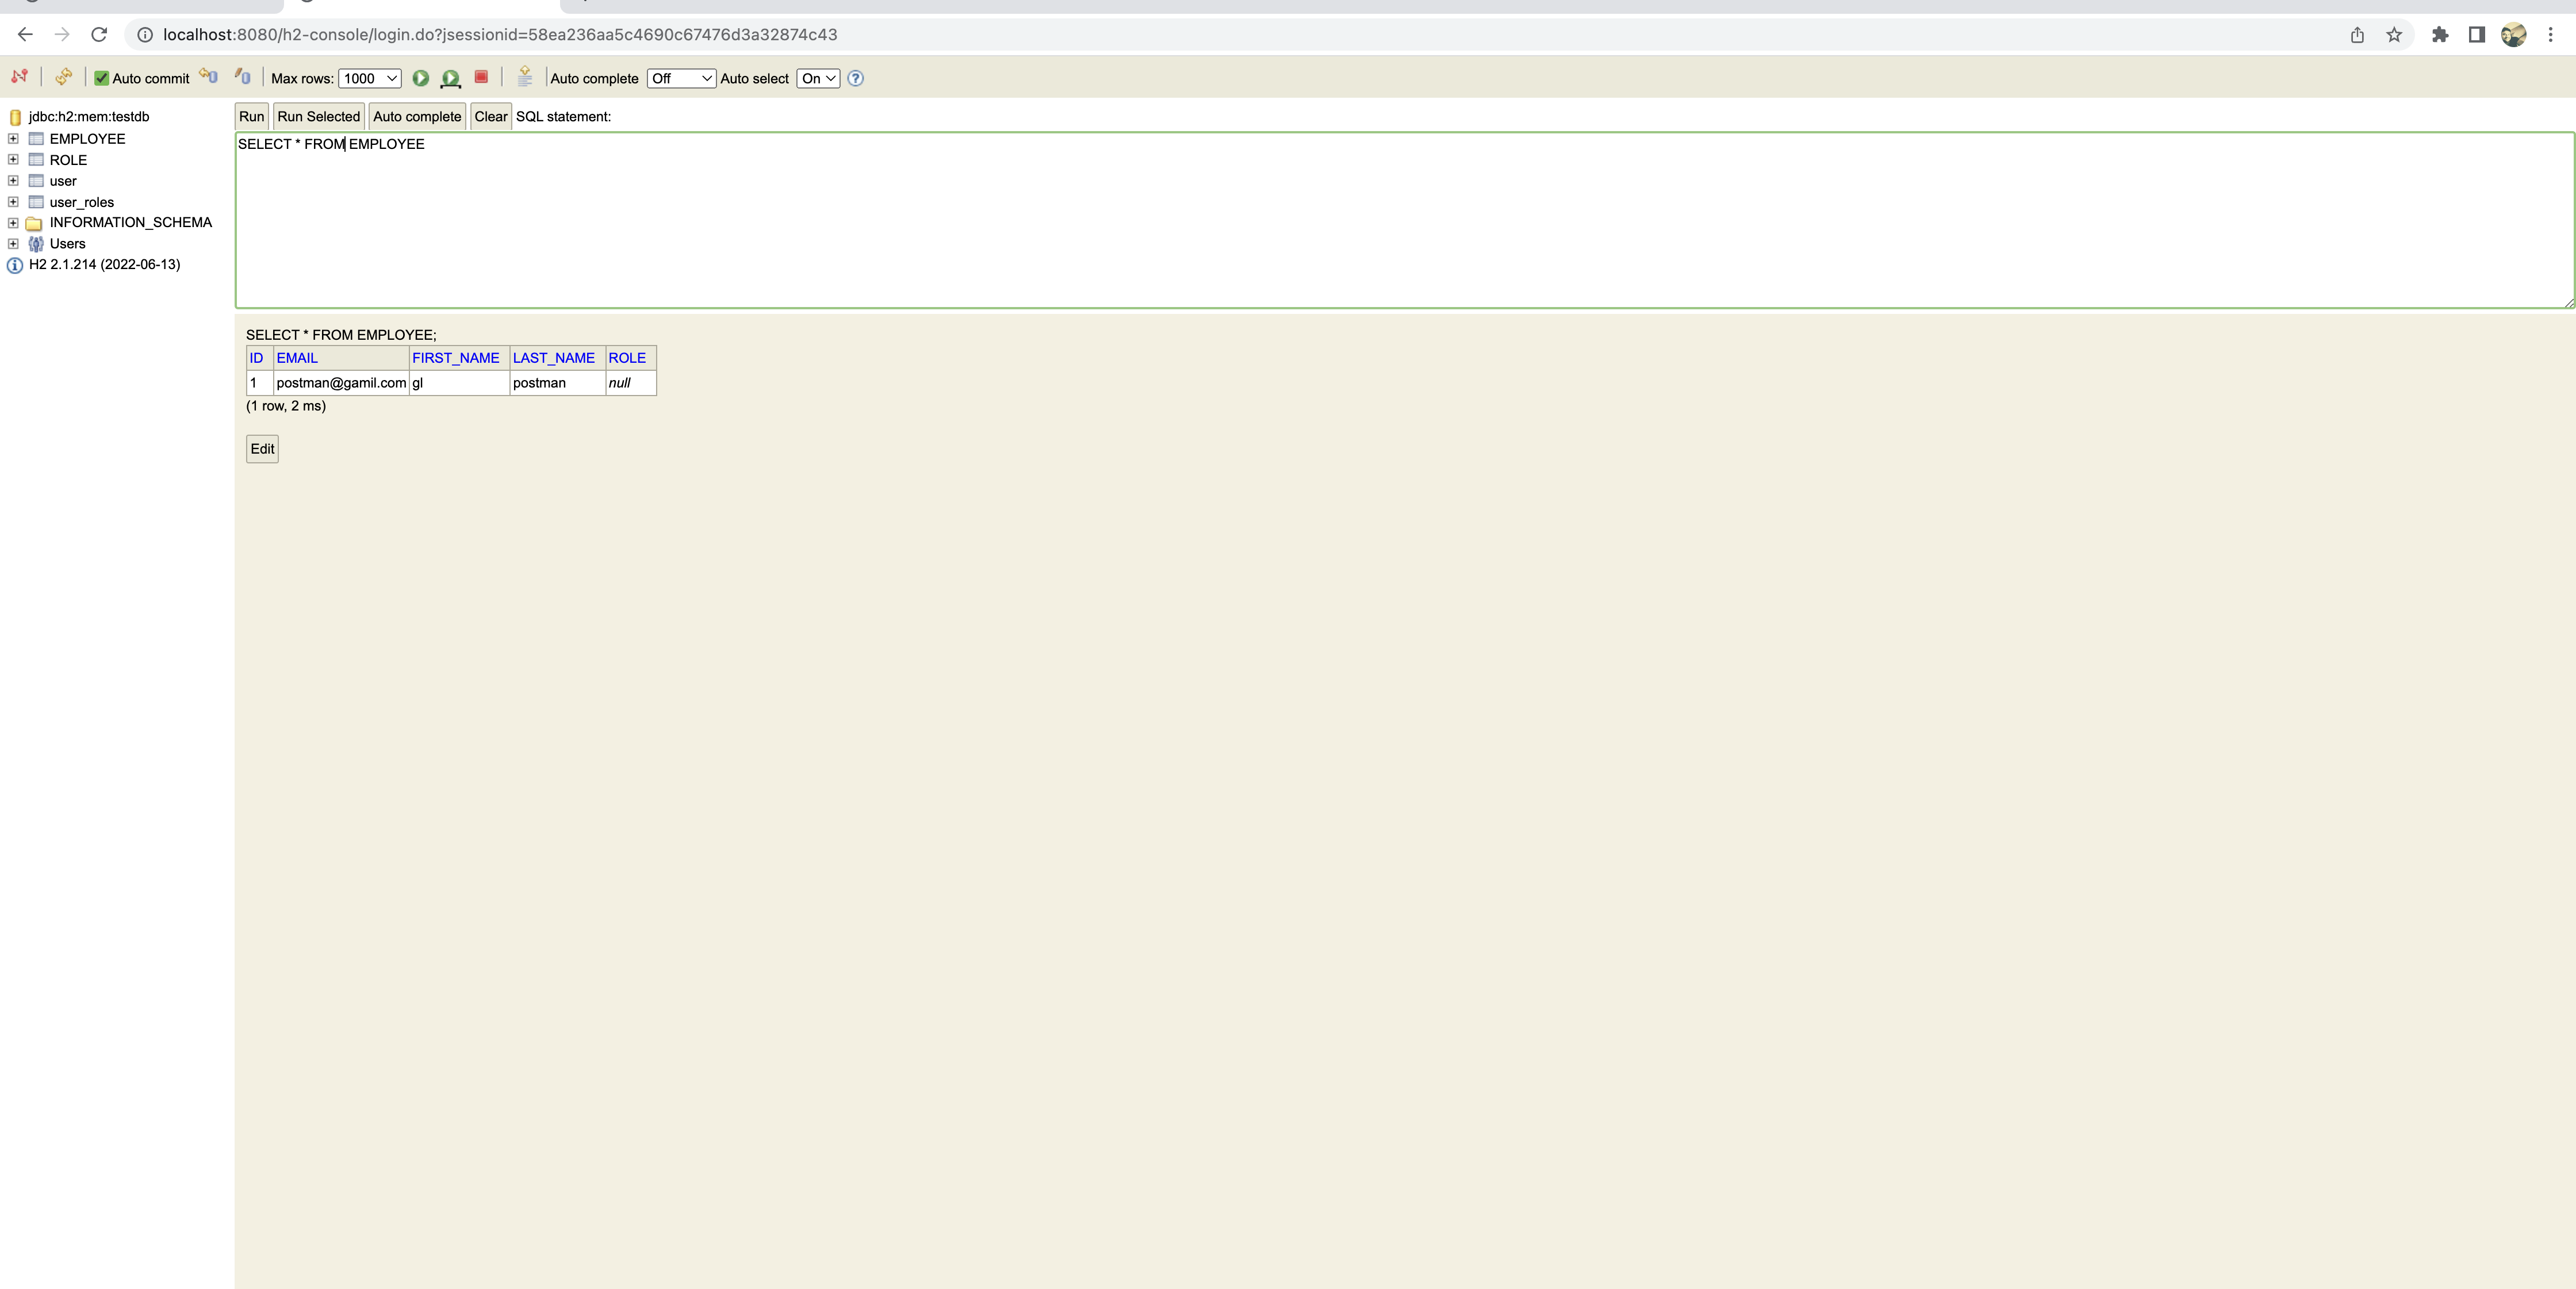 localhost:8080/h2-console/login.do?jsessionid=58ea236aa5c4690c67476d3a32874c43
Auto commit Max rows: 1000 Auto complete Off Auto select On ?
jdbc:h2:mem:testdb
EMPLOYEE
ROLE
user
user_roles
INFORMATION_SCHEMA
Users
H2 2.1.214 (2022-06-13)
Run Run Selected Auto complete Clear SQL statement:
SELECT * FROM EMPLOYEE
SELECT * FROM EMPLOYEE;
ID EMAIL FIRST_NAME LAST_NAME ROLE
1 postman@gamil.com gl postman null
(1 row, 2 ms)
Edit